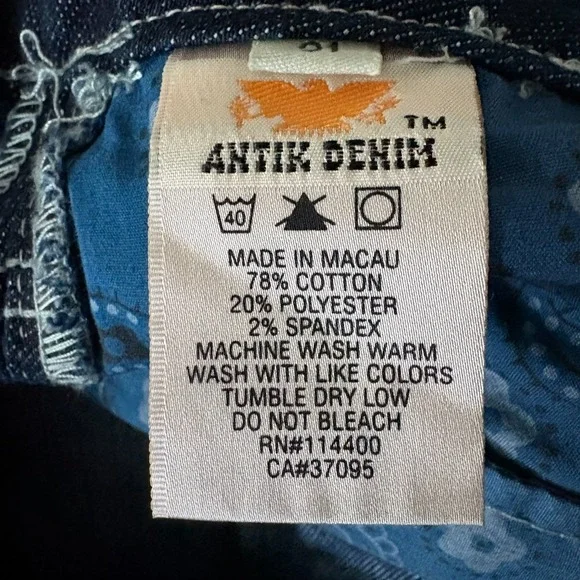 TM
ANTIK DENIM
40
MADE IN MACAU
78% COTTON
20% POLYESTER
2% SPANDEX
MACHINE WASH WARM
WASH WITH LIKE COLORS
TUMBLE DRY LOW
DO NOT BLEACH
RN#114400
CA#37095